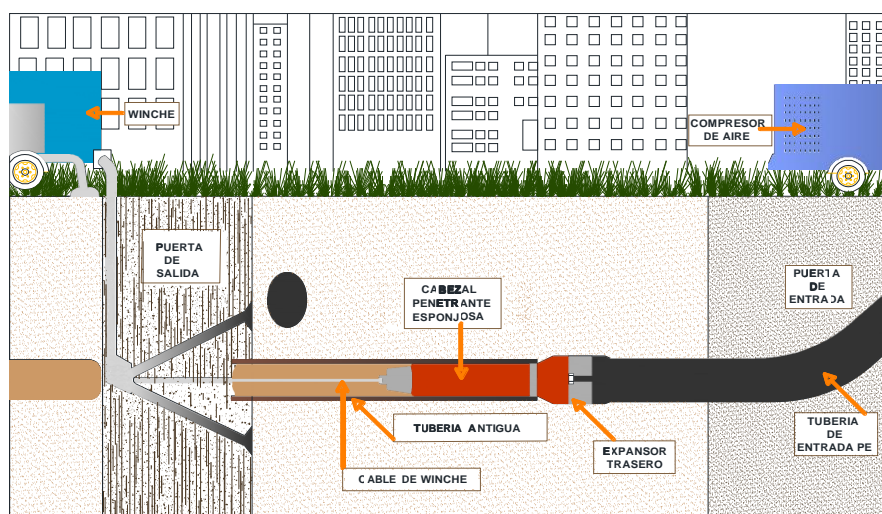 WINCHE
COMPRESOR
DE AIRE
PUERTA
DE
SALIDA
CABEZAL
PENETRANTE
ESPONJOSA
PUERTA
DE
ENTRADA
TUBERIA ANTIGUA
TUBERIA
DE
ENTRADA PE
EXPANSOR
TRASERO
CABLE DE WINCHE